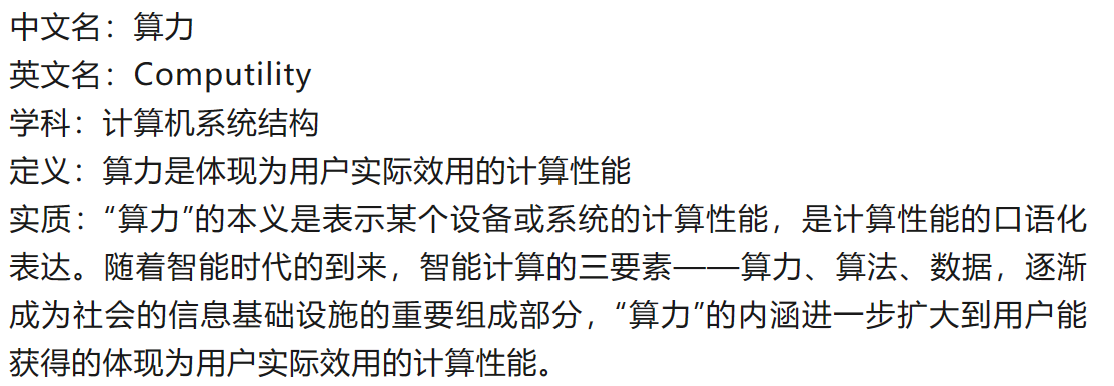 中文名：算力
英文名：Computility
学科：计算机系统结构
定义：算力是体现为用户实际效用的计算性能
实质：“算力”的本义是表示某个设备或系统的计算性能，是计算性能的口语化
表达。随着智能时代的到来，智能计算的三要素——算力、算法、数据，逐渐
成为社会的信息基础设施的重要组成部分，“算力”的内涵进一步扩大到用户能
获得的体现为用户实际效用的计算性能。